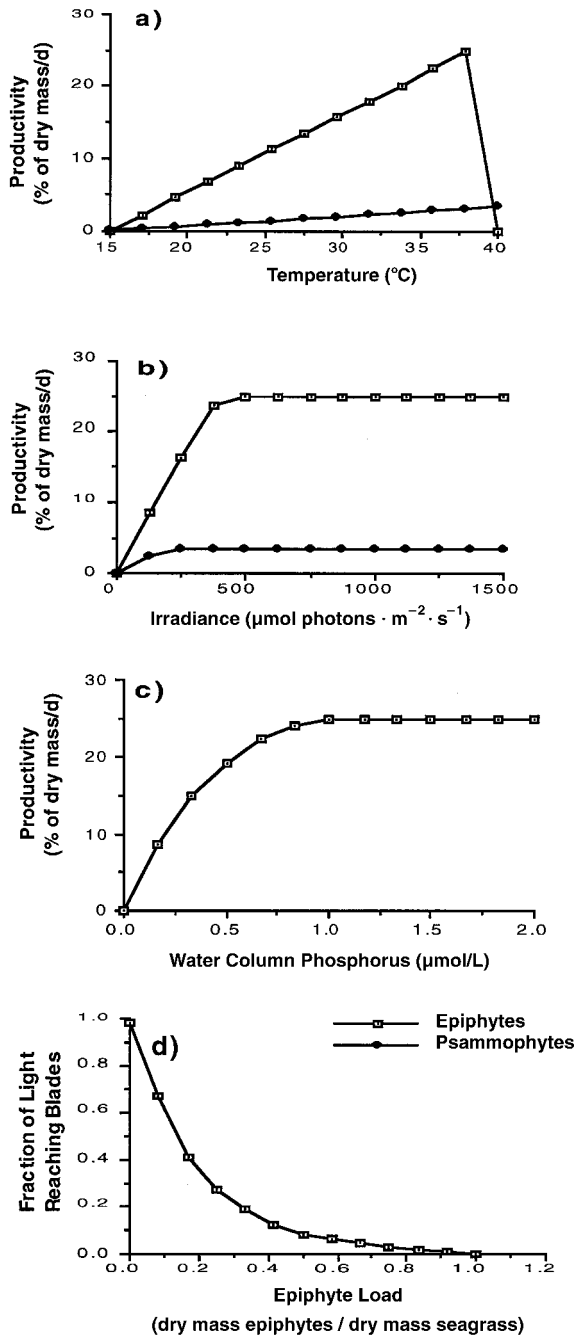 a)
30
20
10
0
Productivity
(% of dry mass/d)
15 20 25 30 35 40
Temperature (°C)
b)
30
20
10
0
Productivity
(% of dry mass/d)
0 500 1000 1500
Irradiance (µmol photons · m⁻² · s⁻¹)
c)
30
20
10
0
Productivity
(% of dry mass/d)
0.0 0.5 1.0 1.5 2.0
Water Column Phosphorus (µmol/L)
Epiphytes
Psammophytes
d)
1.0
0.8
0.6
0.4
0.2
0.0
Fraction of Light
Reaching Blades
0.0 0.2 0.4 0.6 0.8 1.0 1.2
Epiphyte Load
(dry mass epiphytes / dry mass seagrass)